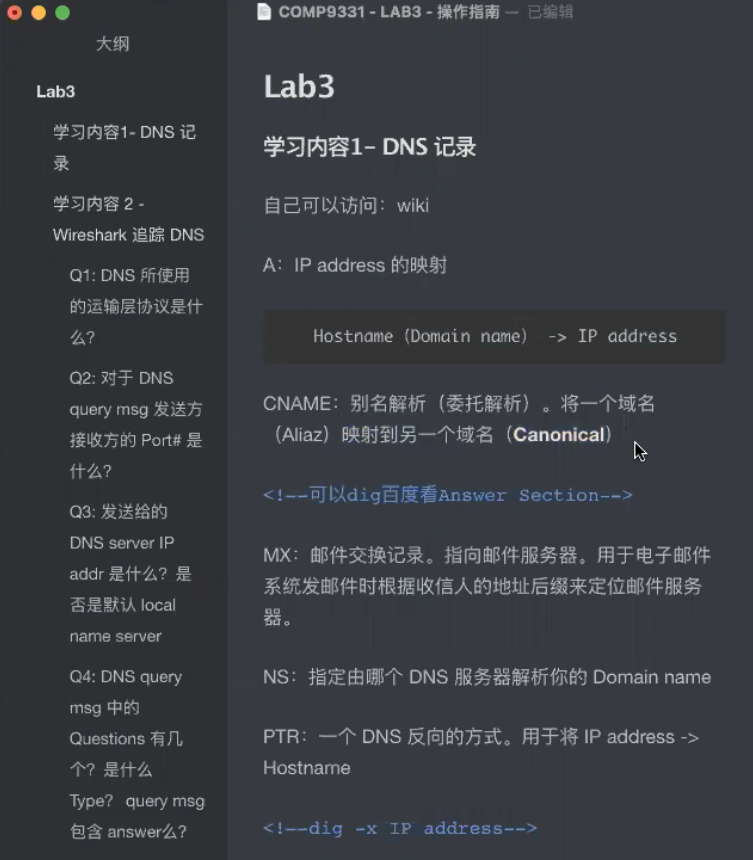 COMP9331 - LAB3 - 操作指南 — 已编辑
大纲
Lab3
学习内容1- DNS 记
录
学习内容 2 -
Wireshark 追踪 DNS
Q1: DNS 所使用
的运输层协议是什
么？
Q2: 对于 DNS
query msg 发送方
接收方的 Port# 是
什么？
Q3: 发送给的
DNS server IP
addr 是什么？是
否是默认 local
name server
Q4: DNS query
msg 中的
Questions 有几
个？是什么
Type？ query msg
包含 answer么？
Lab3
学习内容1- DNS 记录
自己可以访问：wiki
A：IP address 的映射
Hostname（Domain name） -> IP address
CNAME：别名解析（委托解析）。将一个域名
（Aliaz）映射到另一个域名（Canonical）
<!--可以dig百度看Answer Section-->
MX：邮件交换记录。指向邮件服务器。用于电子邮件
系统发邮件时根据收信人的地址后缀来定位邮件服务
器。
NS：指定由哪个 DNS 服务器解析你的 Domain name
PTR：一个 DNS 反向的方式。用于将 IP address ->
Hostname
<!--dig -x IP address-->